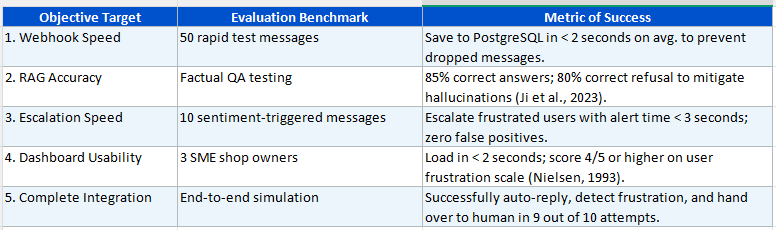 Objective Target Evaluation Benchmark Metric of Success
1. Webhook Speed 50 rapid test messages Save to PostgreSQL in < 2 seconds on avg. to prevent
dropped messages.
2. RAG Accuracy Factual QA testing 85% correct answers; 80% correct refusal to mitigate
hallucinations (Ji et al., 2023).
3. Escalation Speed 10 sentiment-triggered messages Escalate frustrated users with alert time < 3 seconds;
zero false positives.
4. Dashboard Usability 3 SME shop owners Load in < 2 seconds; score 4/5 or higher on user
frustration scale (Nielsen, 1993).
5. Complete Integration End-to-end simulation Successfully auto-reply, detect frustration, and hand
over to human in 9 out of 10 attempts.